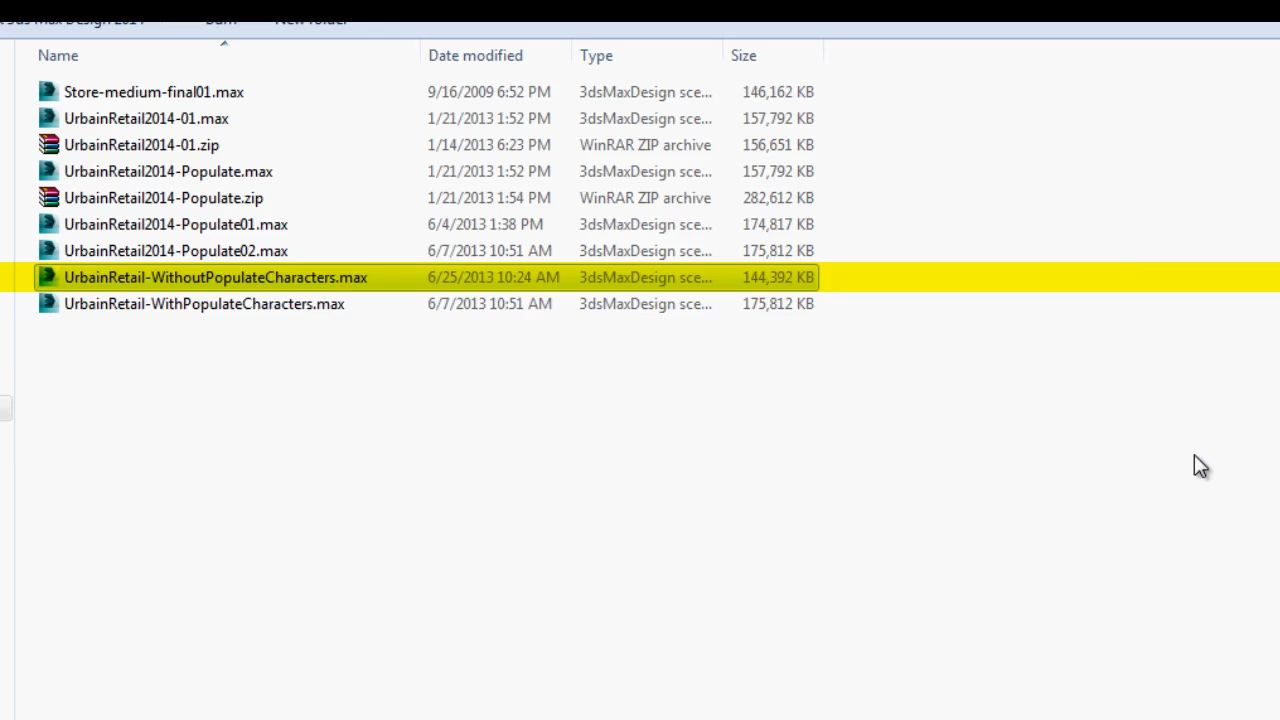 Name Date modified Type Size
Store-medium-final01.max 9/16/2009 6:52 PM 3dsMaxDesign sce... 146,162 KB
UrbainRetail2014-01.max 1/21/2013 1:52 PM 3dsMaxDesign sce... 157,792 KB
UrbainRetail2014-01.zip 1/14/2013 6:23 PM WinRAR ZIP archive 156,651 KB
UrbainRetail2014-Populate.max 1/21/2013 1:52 PM 3dsMaxDesign sce... 157,792 KB
UrbainRetail2014-Populate.zip 1/21/2013 1:54 PM WinRAR ZIP archive 282,612 KB
UrbainRetail2014-Populate01.max 6/4/2013 1:38 PM 3dsMaxDesign sce... 174,817 KB
UrbainRetail2014-Populate02.max 6/7/2013 10:51 AM 3dsMaxDesign sce... 175,812 KB
UrbainRetail-WithoutPopulateCharacters.max 6/25/2013 10:24 AM 3dsMaxDesign sce... 144,392 KB
UrbainRetail-WithPopulateCharacters.max 6/7/2013 10:51 AM 3dsMaxDesign sce... 175,812 KB